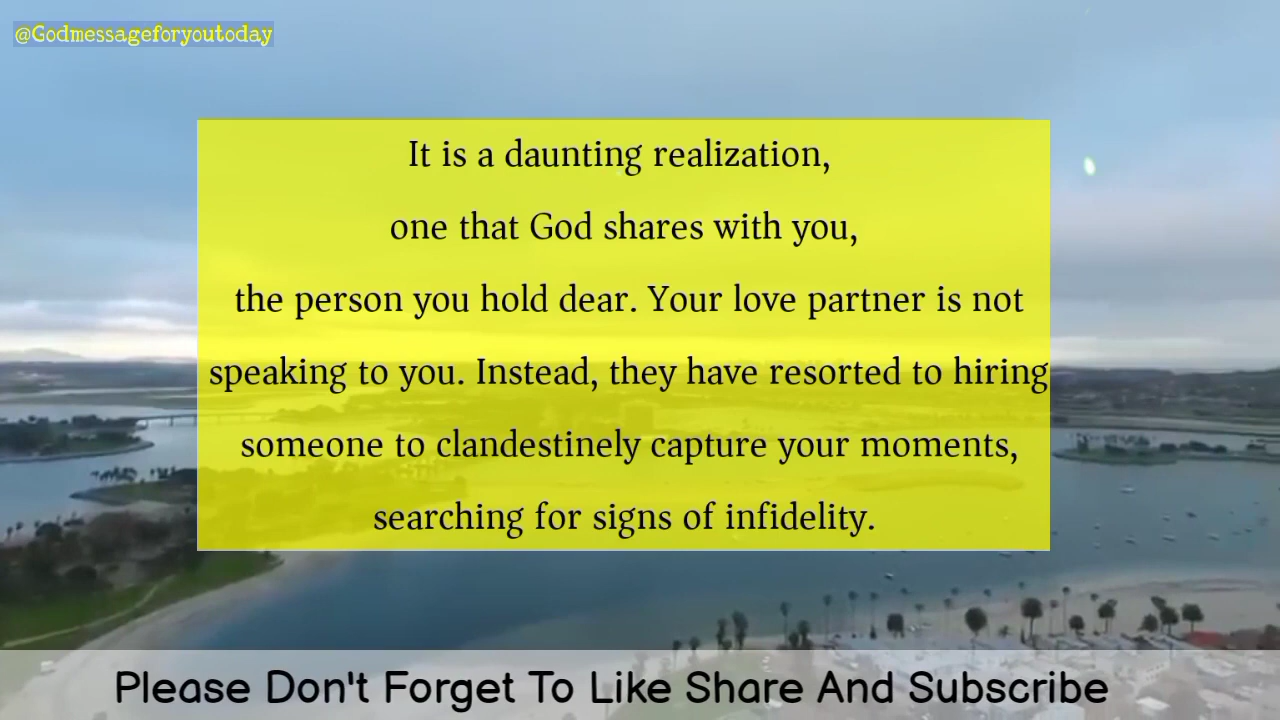 @Godmessageforyoutoday
It is a daunting realization,
one that God shares with you,
the person you hold dear. Your love partner is not
speaking to you. Instead, they have resorted to hiring
someone to clandestinely capture your moments,
searching for signs of infidelity.
Please Don't Forget To Like Share And Subscribe